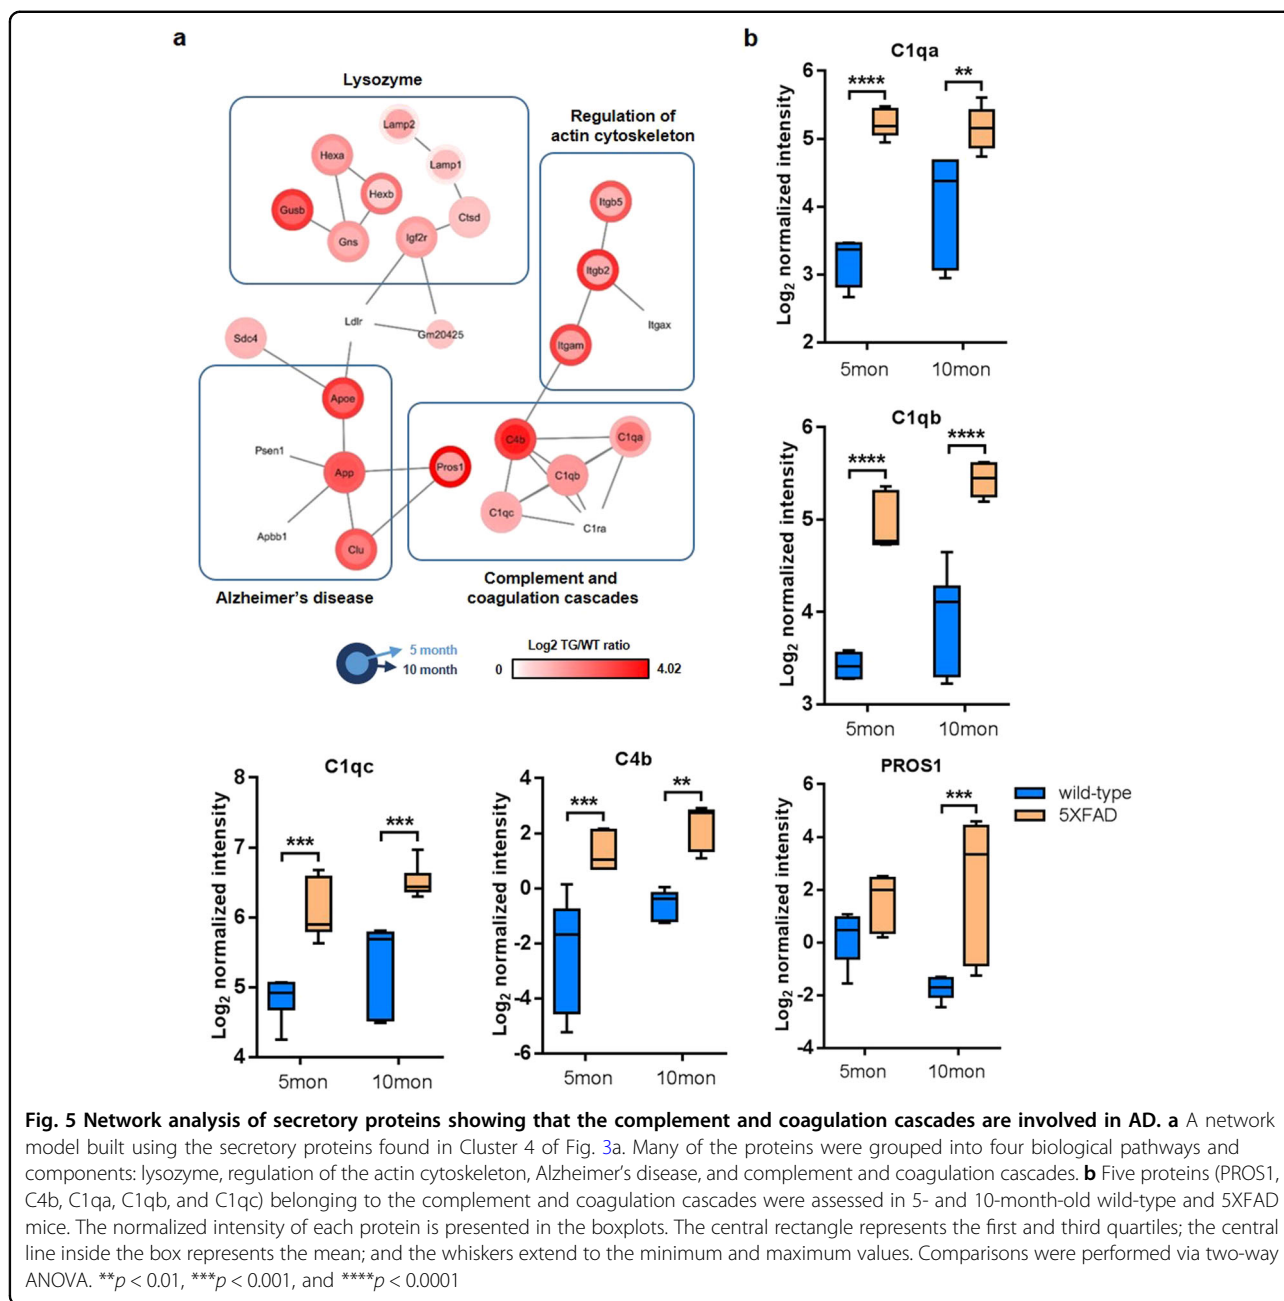 a
Lysozyme
Lamp2
Lamp1
Hexa
Hexb
Gusb
Gns
Igf2r
Ctsd
Regulation of
actin cytoskeleton
Itgb5
Itgb2
Itgax
Itgam
Ldlr
Gm20425
Sdc4
Apoe
Psen1
App
Apbb1
Clu
Alzheimer's disease
Pros1
C4b
C1qa
C1qb
C1qc
C1ra
Complement and
coagulation cascades
5 month
10 month
Log2 TG/WT ratio
0
4.02
b
C1qa
Log2 normalized intensity
6
5
4
3
2
****
**
5mon
10mon
C1qb
Log2 normalized intensity
6
5
4
3
****
****
5mon
10mon
C1qc
Log2 normalized intensity
8
7
6
5
4
***
***
5mon
10mon
C4b
Log2 normalized intensity
4
2
0
-2
-4
-6
***
**
5mon
10mon
PROS1
Log2 normalized intensity
6
4
2
0
-2
-4
***
5mon
10mon
wild-type
5XFAD
Fig. 5 Network analysis of secretory proteins showing that the complement and coagulation cascades are involved in AD. a A network
model built using the secretory proteins found in Cluster 4 of Fig. 3a. Many of the proteins were grouped into four biological pathways and
components: lysozyme, regulation of the actin cytoskeleton, Alzheimer's disease, and complement and coagulation cascades. b Five proteins (PROS1,
C4b, C1qa, C1qb, and C1qc) belonging to the complement and coagulation cascades were assessed in 5- and 10-month-old wild-type and 5XFAD
mice. The normalized intensity of each protein is presented in the boxplots. The central rectangle represents the first and third quartiles; the central
line inside the box represents the mean; and the whiskers extend to the minimum and maximum values. Comparisons were performed via two-way
ANOVA. **p < 0.01, ***p < 0.001, and ****p < 0.0001